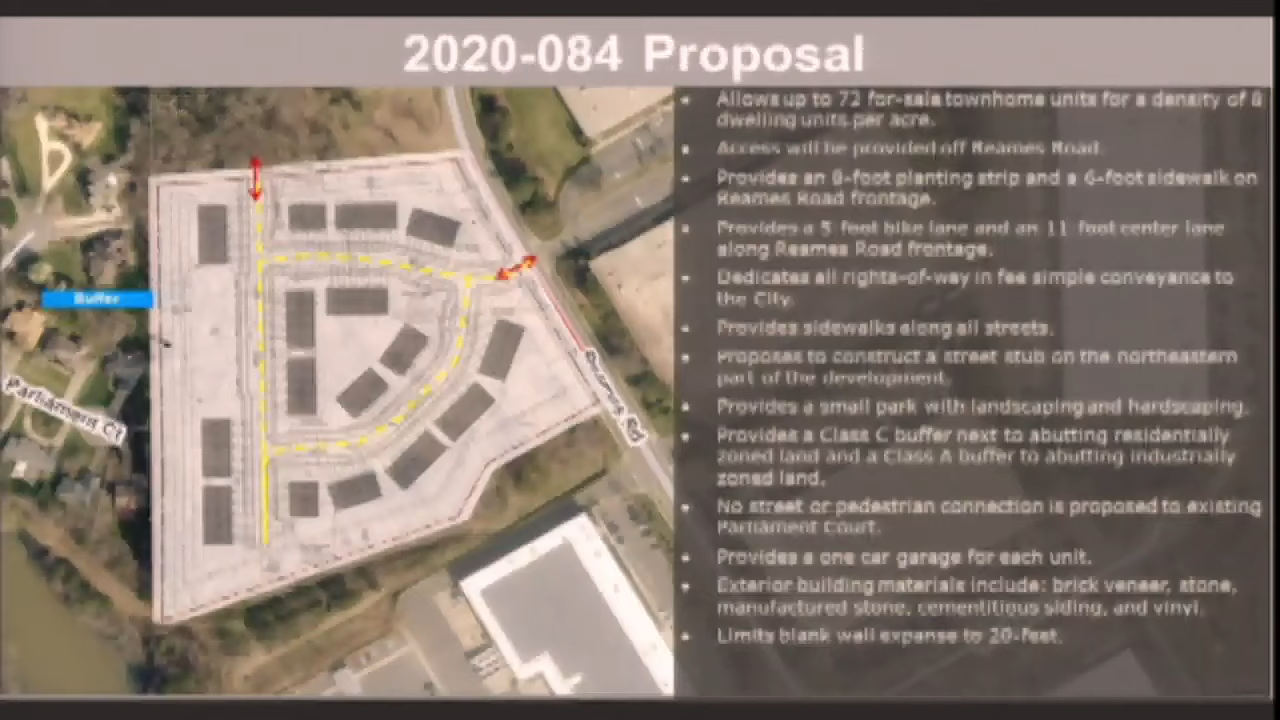 2020-084 Proposal
Allows up to 72 for-sale townhome units for a density of 8
dwelling units per acre.
Access will be provided off Reames Road.
Provides an 8-foot planting strip and a 6-foot sidewalk on
Reames Road frontage.
Provides a 5 foot bike lane and an 11 foot center lane
along Reames Road frontage.
Dedicates all rights-of-way in fee simple conveyance to
the City.
Provides sidewalks along all streets.
Proposes to construct a street stub on the northeastern
part of the development.
Provides a small park with landscaping and hardscaping.
Provides a Class C buffer next to abutting residentially
zoned land and a Class A buffer to abutting industrially
zoned land.
No street or pedestrian connection is proposed to existing
Parliament Court.
Provides a one car garage for each unit.
Exterior building materials include: brick veneer, stone,
manufactured stone, cementitious siding, and vinyl.
Limits blank wall expanse to 20-feet.
Buffer
Parliament Ct
Reames Rd